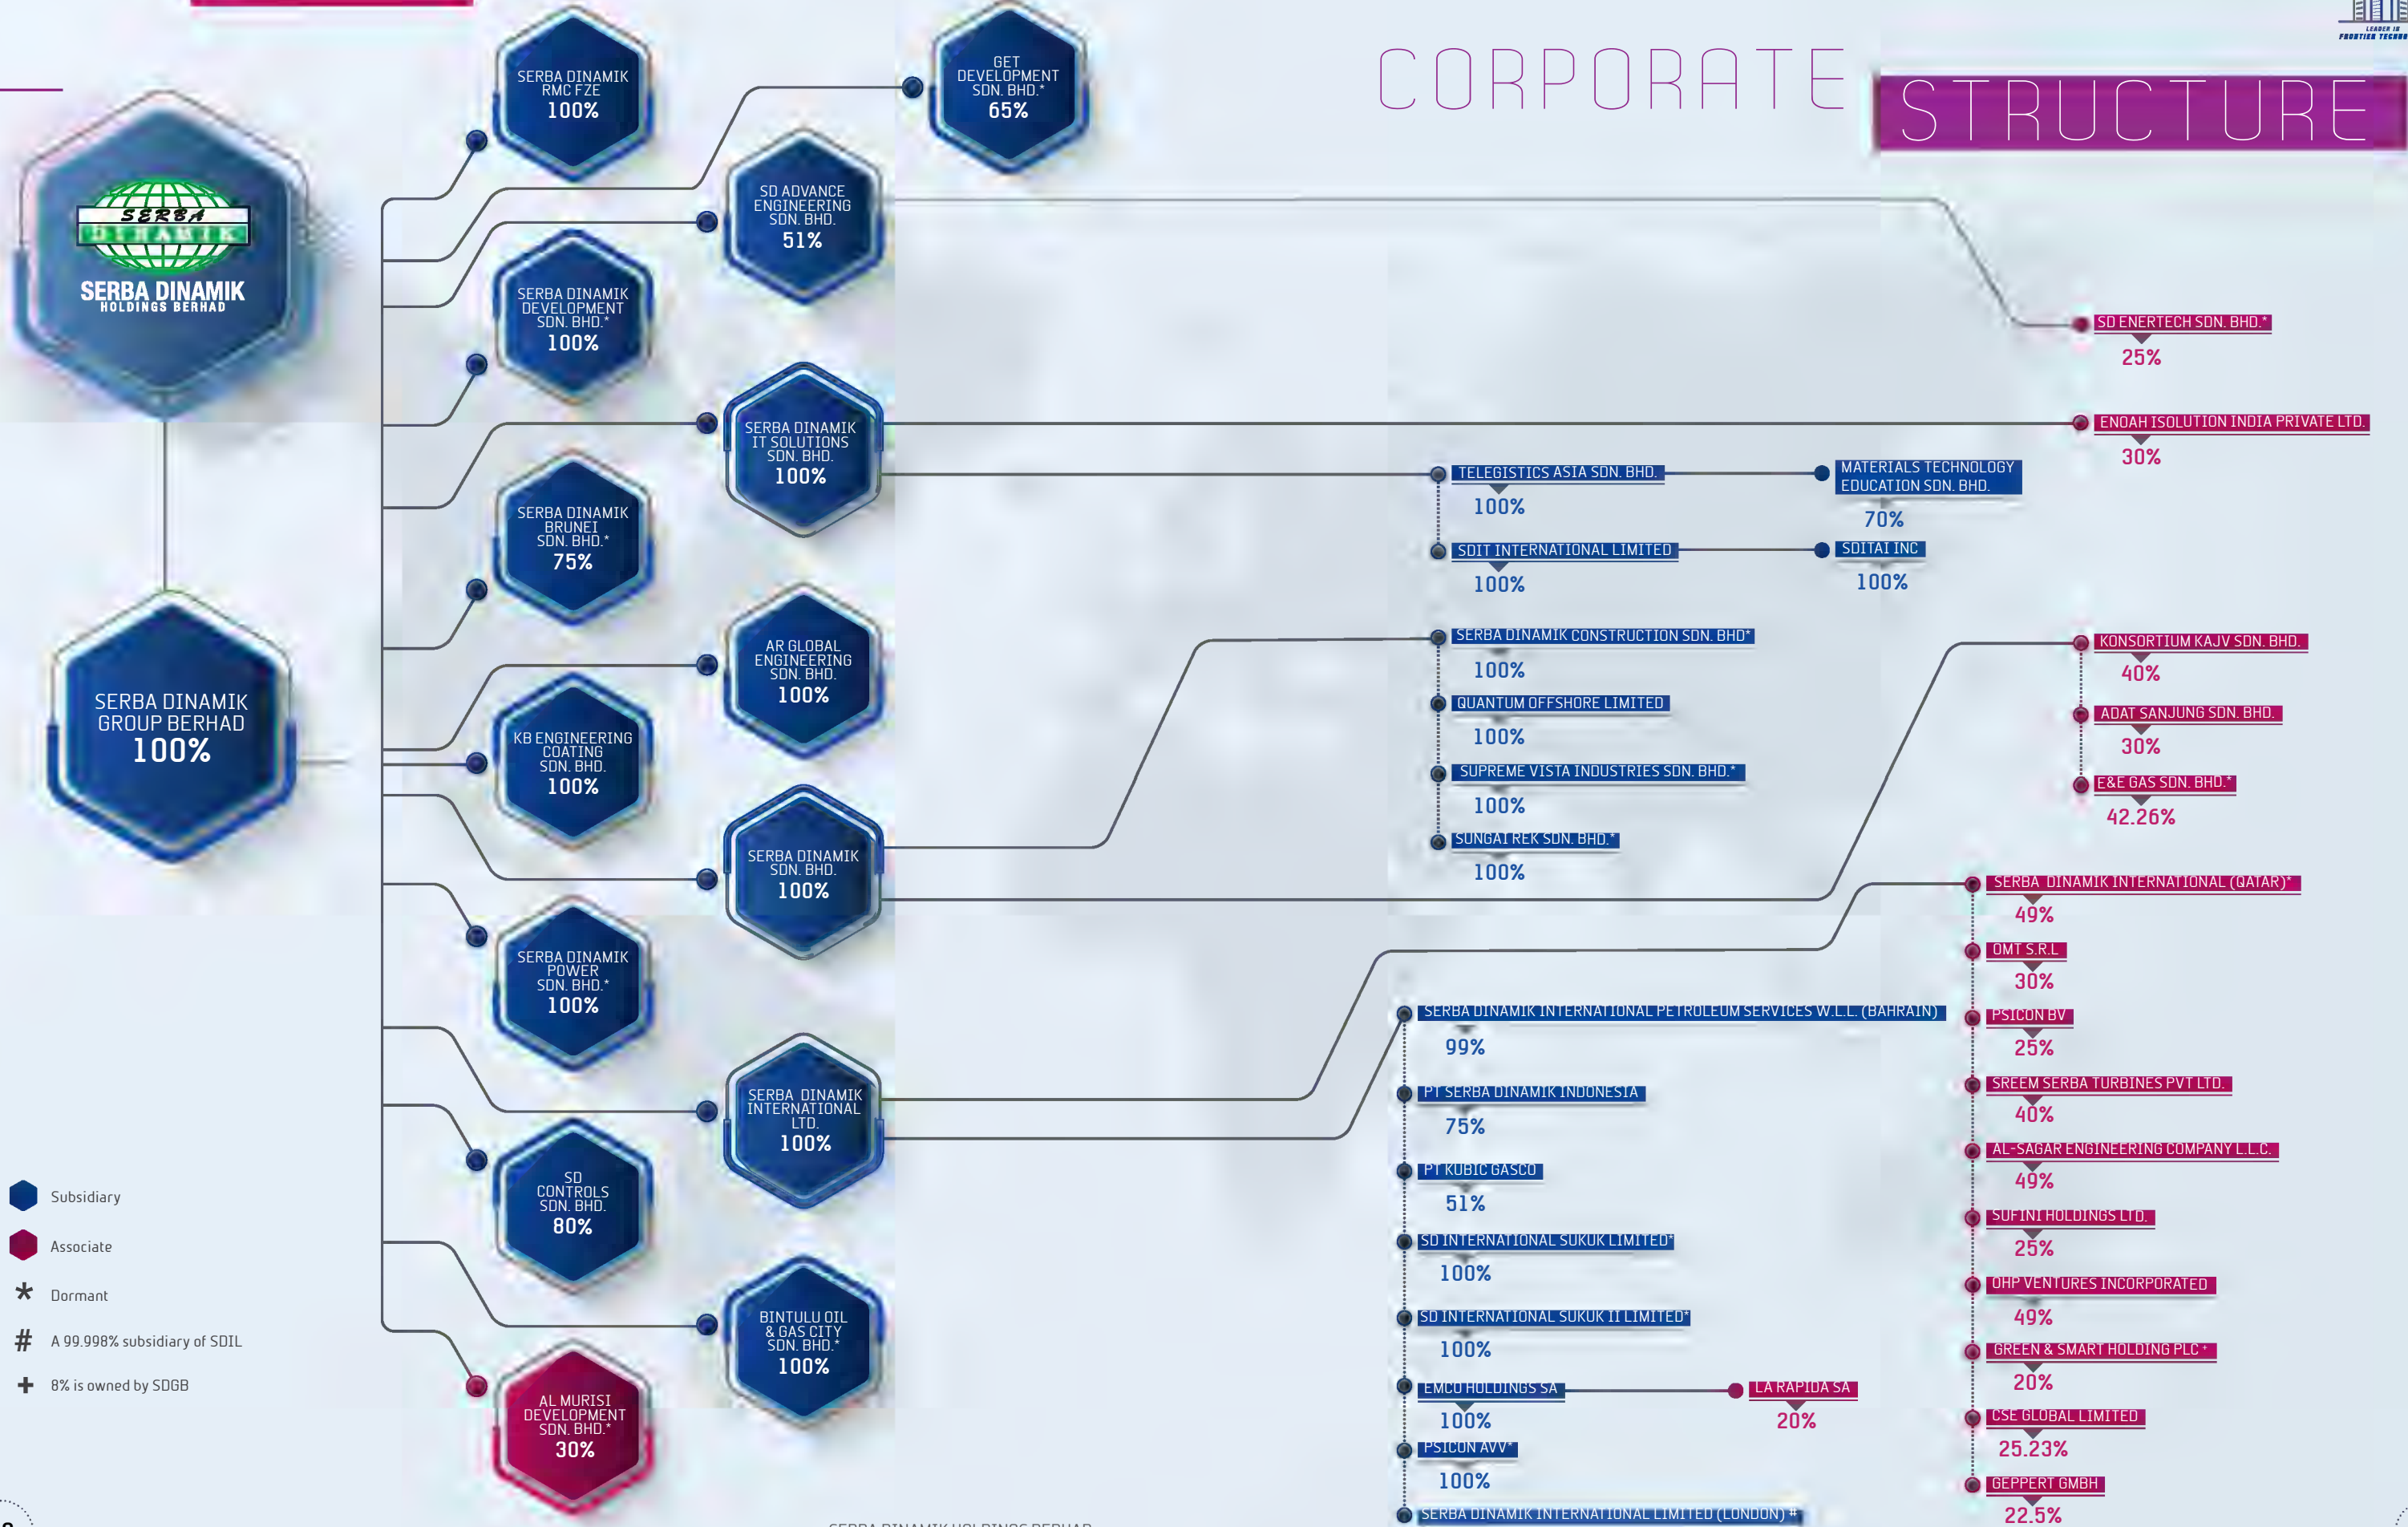 CORPORATE
STRUCTURE
LEADER IN
SERBA
DINAMIK
SERBA DINAMIK
HOLDINGS BERHAD
SERBA DINAMIK
GROUP BERHAD
100%
SERBA DINAMIK
RMC FZE
100%
GET
DEVELOPMENT
SDN. BHD.*
65%
SD ADVANCE
ENGINEERING
SDN. BHD.
51%
SERBA DINAMIK
DEVELOPMENT
SDN. BHD.*
100%
SERBA DINAMIK
IT SOLUTIONS
SDN. BHD.
100%
SERBA DINAMIK
BRUNEI
SDN. BHD.*
75%
AR GLOBAL
ENGINEERING
SDN. BHD.
100%
KB ENGINEERING
COATING
SDN. BHD.
100%
SERBA DINAMIK
SDN. BHD.
100%
SERBA DINAMIK
POWER
SDN. BHD.*
100%
SERBA DINAMIK
INTERNATIONAL
LTD.
100%
SD
CONTROLS
SDN. BHD.
80%
BINTULU OIL
& GAS CITY
SDN. BHD.*
100%
AL MURISI
DEVELOPMENT
SDN. BHD.*
30%
TELEGISTICS ASIA SDN. BHD.
100%
MATERIALS TECHNOLOGY
EDUCATION SDN. BHD.
70%
SDIT INTERNATIONAL LIMITED
100%
SDITAI INC
100%
SERBA DINAMIK CONSTRUCTION SDN. BHD*
100%
QUANTUM OFFSHORE LIMITED
100%
SUPREME VISTA INDUSTRIES SDN. BHD.*
100%
SUNGAI REK SDN. BHD.*
100%
SERBA DINAMIK INTERNATIONAL PETROLEUM SERVICES W.L.L. (BAHRAIN)
99%
PT SERBA DINAMIK INDONESIA
75%
PT KUBIC GASCO
51%
SD INTERNATIONAL SUKUK LIMITED*
100%
SD INTERNATIONAL SUKUK II LIMITED*
100%
EMCO HOLDINGS SA
100%
LA RAPIDA SA
20%
PSICON AVV*
100%
SERBA DINAMIK INTERNATIONAL LIMITED (LONDON) #
SD ENERTECH SDN. BHD.*
25%
ENOAH ISOLUTION INDIA PRIVATE LTD.
30%
KONSORTIUM KAJV SDN. BHD.
40%
ADAT SANJUNG SDN. BHD.
30%
E&E GAS SDN. BHD.*
42.26%
SERBA DINAMIK INTERNATIONAL (QATAR)*
49%
OMT S.R.L
30%
PSICON BV
25%
SREEM SERBA TURBINES PVT LTD.
40%
AL-SAGAR ENGINEERING COMPANY L.L.C.
49%
SUFINI HOLDINGS LTD.
25%
OHP VENTURES INCORPORATED
49%
GREEN & SMART HOLDING PLC +
20%
CSE GLOBAL LIMITED
25.23%
GEPPERT GMBH
22.5%
Subsidiary
Associate
* Dormant
# A 99.998% subsidiary of SDIL
+ 8% is owned by SDGB
SERBA DINAMIK HOLDINGS BERHAD